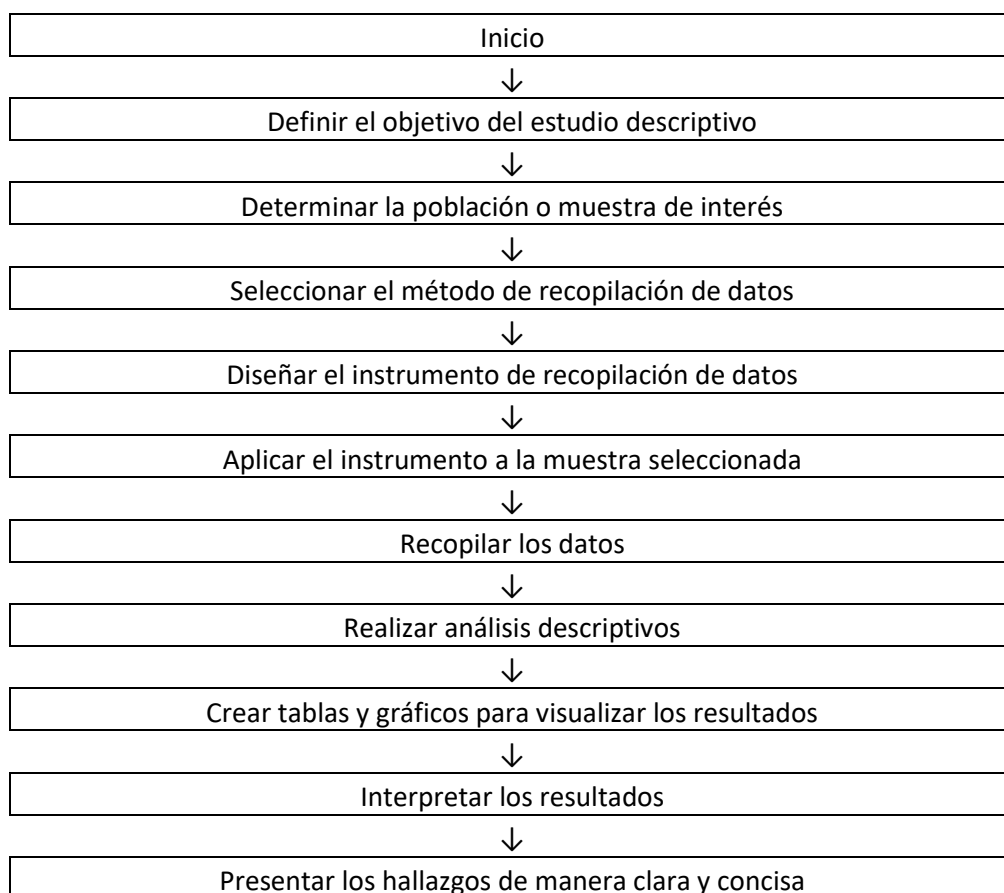 Inicio
↓
Definir el objetivo del estudio descriptivo
↓
Determinar la población o muestra de interés
↓
Seleccionar el método de recopilación de datos
↓
Diseñar el instrumento de recopilación de datos
↓
Aplicar el instrumento a la muestra seleccionada
↓
Recopilar los datos
↓
Realizar análisis descriptivos
↓
Crear tablas y gráficos para visualizar los resultados
↓
Interpretar los resultados
↓
Presentar los hallazgos de manera clara y concisa